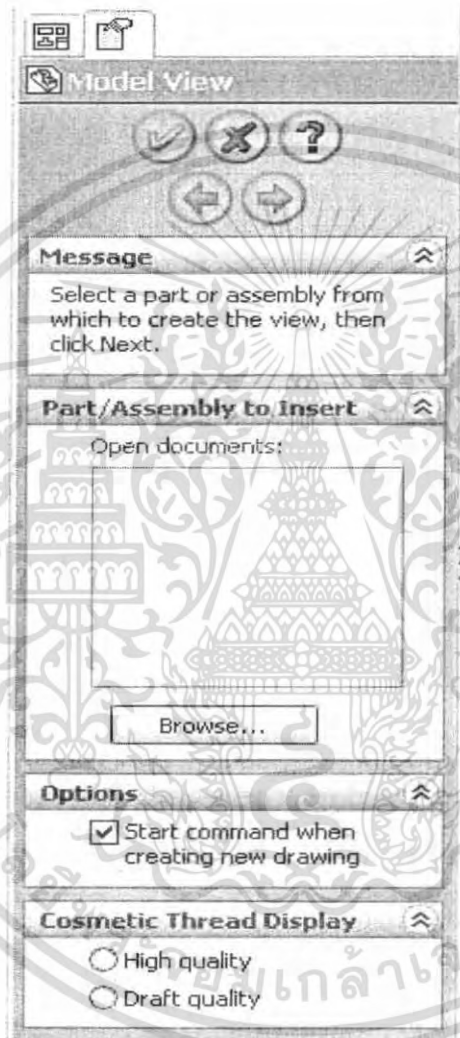 Model View
Message
Select a part or assembly from
which to create the view, then
click Next.
Part/Assembly to Insert
Open documents:
Browse...
Options
Start command when
creating new drawing
Cosmetic Thread Display
High quality
Draft quality